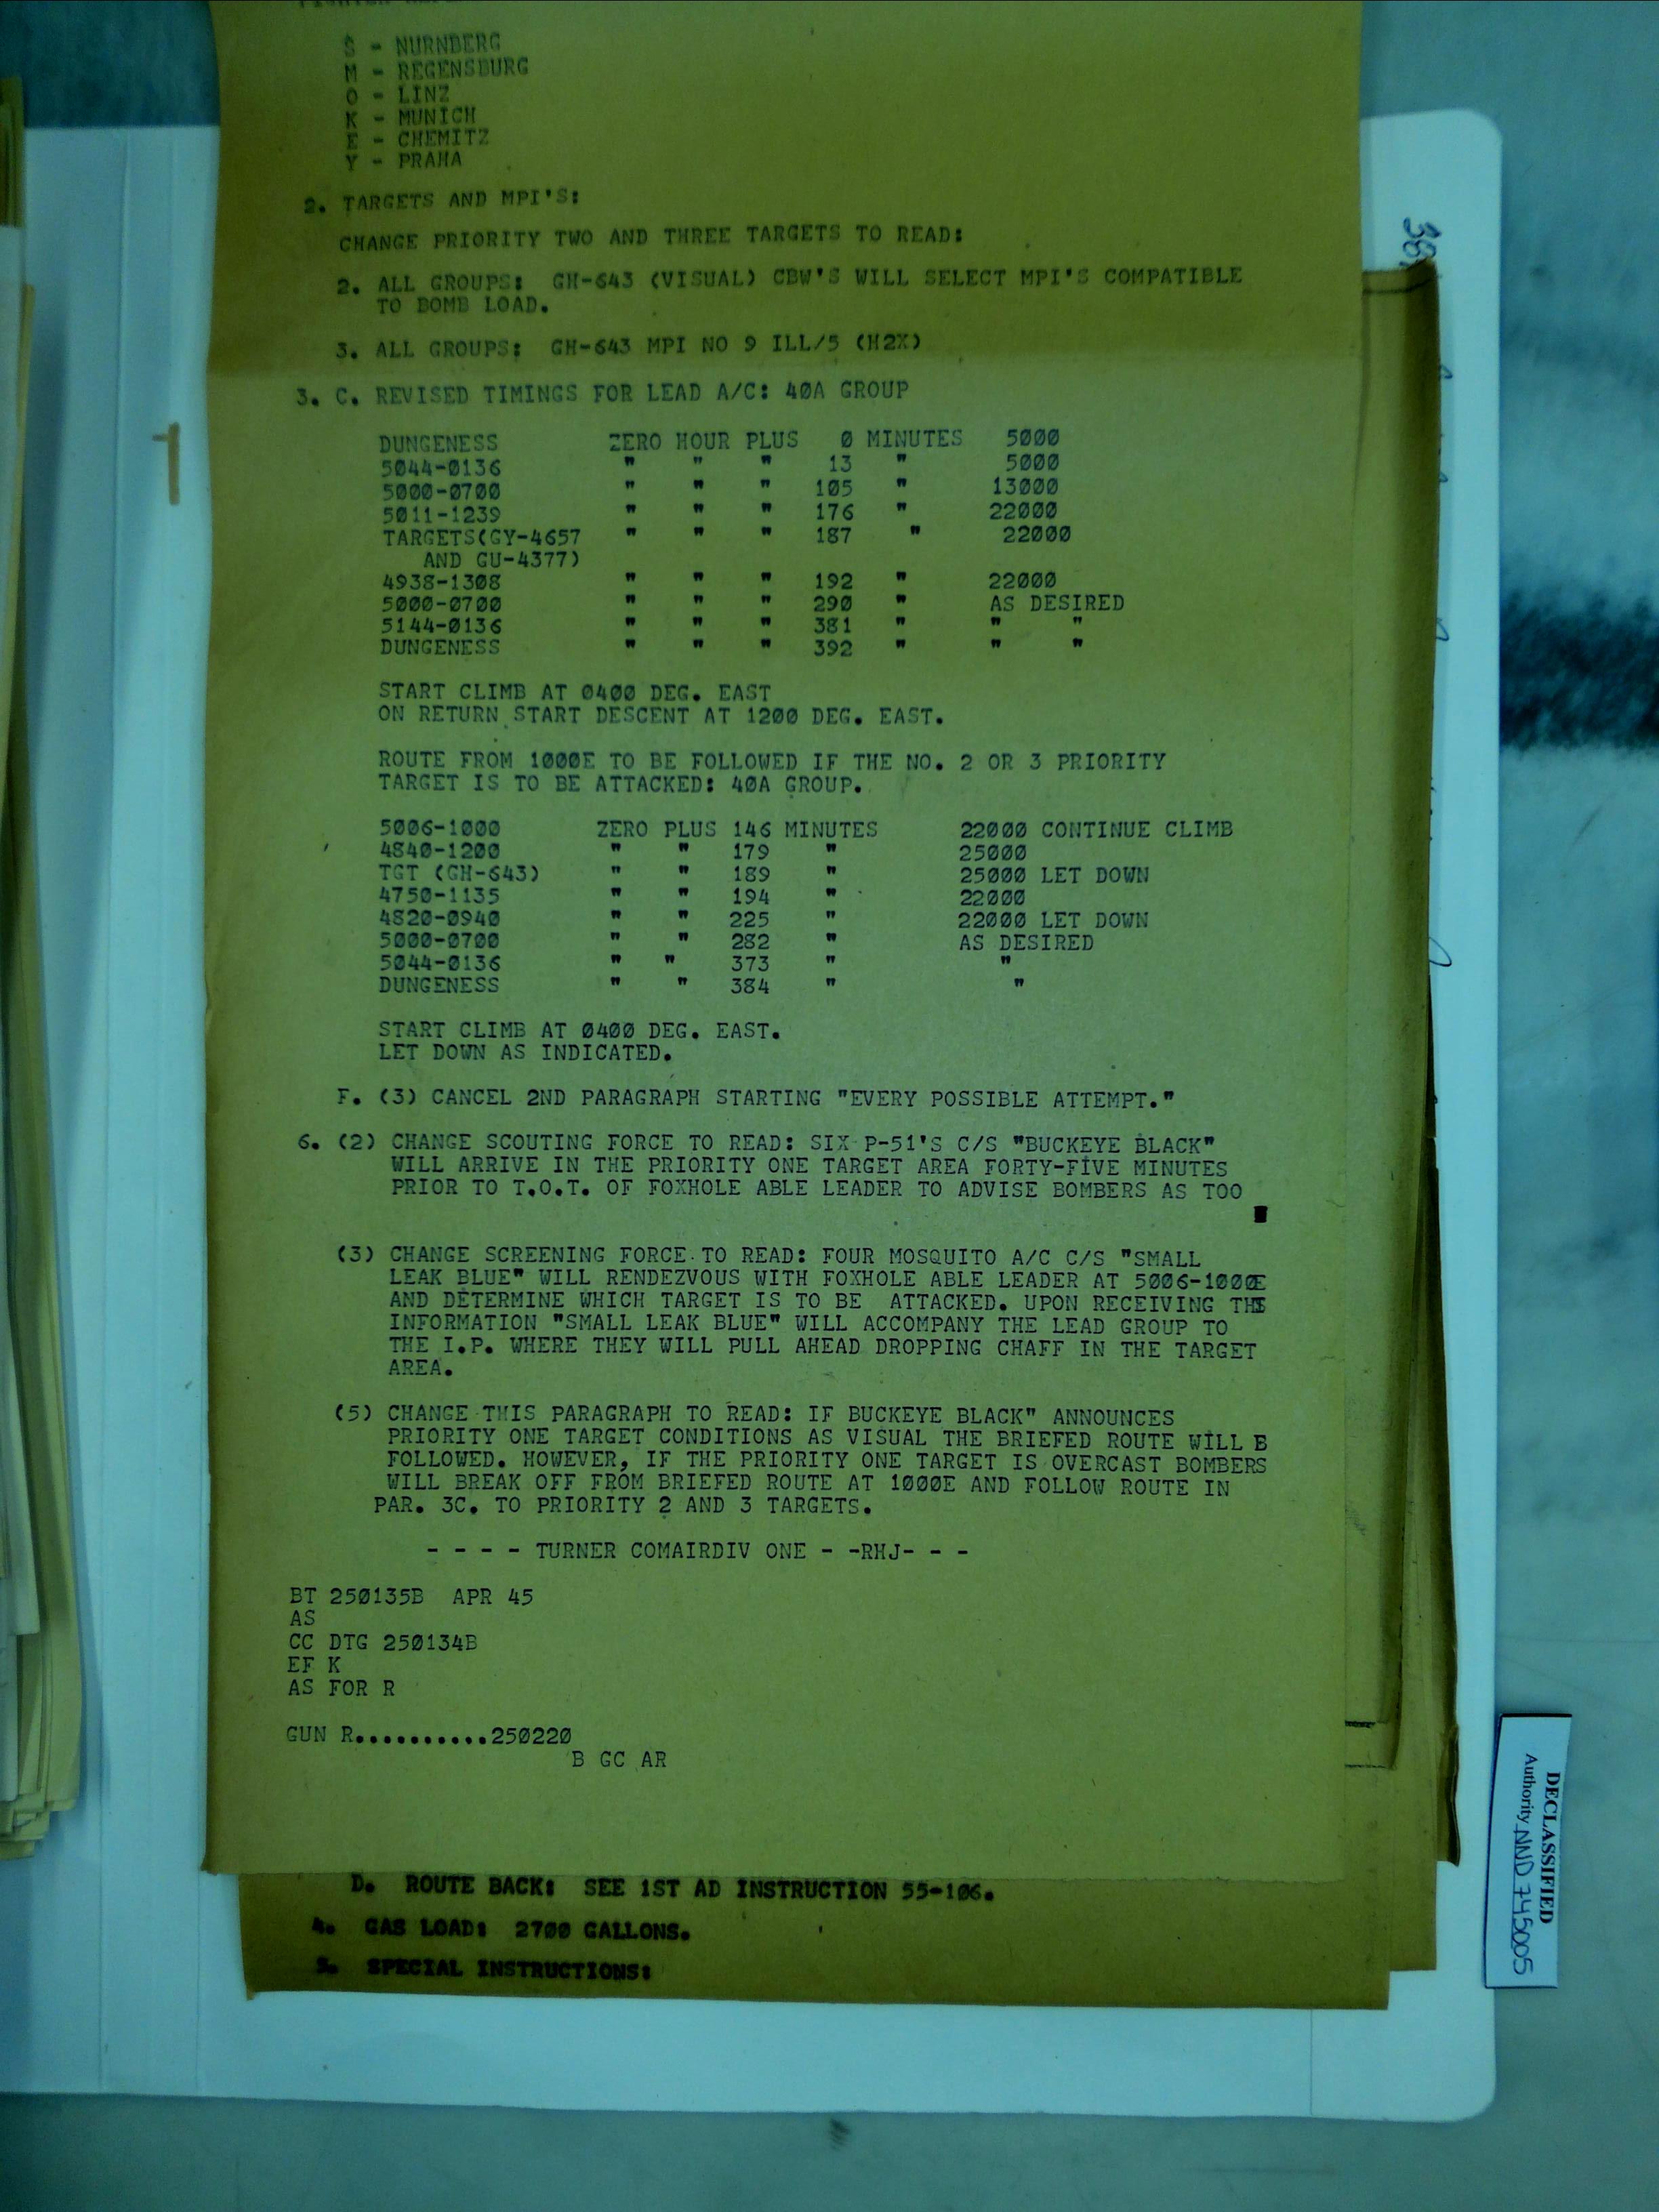 S - NURNBERG
M - REGENSBURG
O - LINZ
K - MUNICH
E - CHEMITZ
Y - PRAHA
2. TARGETS AND MPI'S:
CHANGE PRIORITY TWO AND THREE TARGETS TO READ:
2. ALL GROUPS: GH-643 (VISUAL) CBW'S WILL SELECT MPI'S COMPATIBLE
TO BOMB LOAD.
3. ALL GROUPS: GH-643 MPI NO 9 ILL/5 (H2X)
3. C. REVISED TIMINGS FOR LEAD A/C: 40A GROUP
DUNGENESS ZERO HOUR PLUS 0 MINUTES 5000
5044-0136 " " " 13 " 5000
5000-0700 " " " 105 " 13000
5011-1239 " " " 176 " 22000
TARGETS(GY-4657 " " " 187 " 22000
AND GU-4377)
4938-1308 " " " 192 " 22000
5000-0700 " " " 290 " AS DESIRED
5144-0136 " " " 381 " " "
DUNGENESS " " " 392 " " "
START CLIMB AT 0400 DEG. EAST
ON RETURN START DESCENT AT 1200 DEG. EAST.
ROUTE FROM 1000E TO BE FOLLOWED IF THE NO. 2 OR 3 PRIORITY
TARGET IS TO BE ATTACKED: 40A GROUP.
5006-1000 ZERO PLUS 146 MINUTES 22000 CONTINUE CLIMB
4840-1200 " " 179 " 25000
TGT (GH-643) " " 189 " 25000 LET DOWN
4750-1135 " " 194 " 22000
4820-0940 " " 225 " 22000 LET DOWN
5000-0700 " " 282 " AS DESIRED
5044-0136 " " 373 " "
DUNGENESS " " 384 " "
START CLIMB AT 0400 DEG. EAST.
LET DOWN AS INDICATED.
F. (3) CANCEL 2ND PARAGRAPH STARTING "EVERY POSSIBLE ATTEMPT."
6. (2) CHANGE SCOUTING FORCE TO READ: SIX P-51'S C/S "BUCKEYE BLACK"
WILL ARRIVE IN THE PRIORITY ONE TARGET AREA FORTY-FIVE MINUTES
PRIOR TO T.O.T. OF FOXHOLE ABLE LEADER TO ADVISE BOMBERS AS TOO
(3) CHANGE SCREENING FORCE TO READ: FOUR MOSQUITO A/C C/S "SMALL
LEAK BLUE" WILL RENDEZVOUS WITH FOXHOLE ABLE LEADER AT 5006-1000E
AND DETERMINE WHICH TARGET IS TO BE ATTACKED. UPON RECEIVING THE
INFORMATION "SMALL LEAK BLUE" WILL ACCOMPANY THE LEAD GROUP TO
THE I.P. WHERE THEY WILL PULL AHEAD DROPPING CHAFF IN THE TARGET
AREA.
(5) CHANGE THIS PARAGRAPH TO READ: IF BUCKEYE BLACK" ANNOUNCES
PRIORITY ONE TARGET CONDITIONS AS VISUAL THE BRIEFED ROUTE WILL B
FOLLOWED. HOWEVER, IF THE PRIORITY ONE TARGET IS OVERCAST BOMBERS
WILL BREAK OFF FROM BRIEFED ROUTE AT 1000E AND FOLLOW ROUTE IN
PAR. 3C. TO PRIORITY 2 AND 3 TARGETS.
- - - - TURNER COMAIRDIV ONE - -RHJ- - -
BT 250135B APR 45
AS
CC DTG 250134B
EF K
AS FOR R
GUN R..........250220
B GC AR
D. ROUTE BACK: SEE 1ST AD INSTRUCTION 55-106.
4. GAS LOAD: 2700 GALLONS.
5. SPECIAL INSTRUCTIONS:
1
DECLASSIFIED
Authority NND 745005